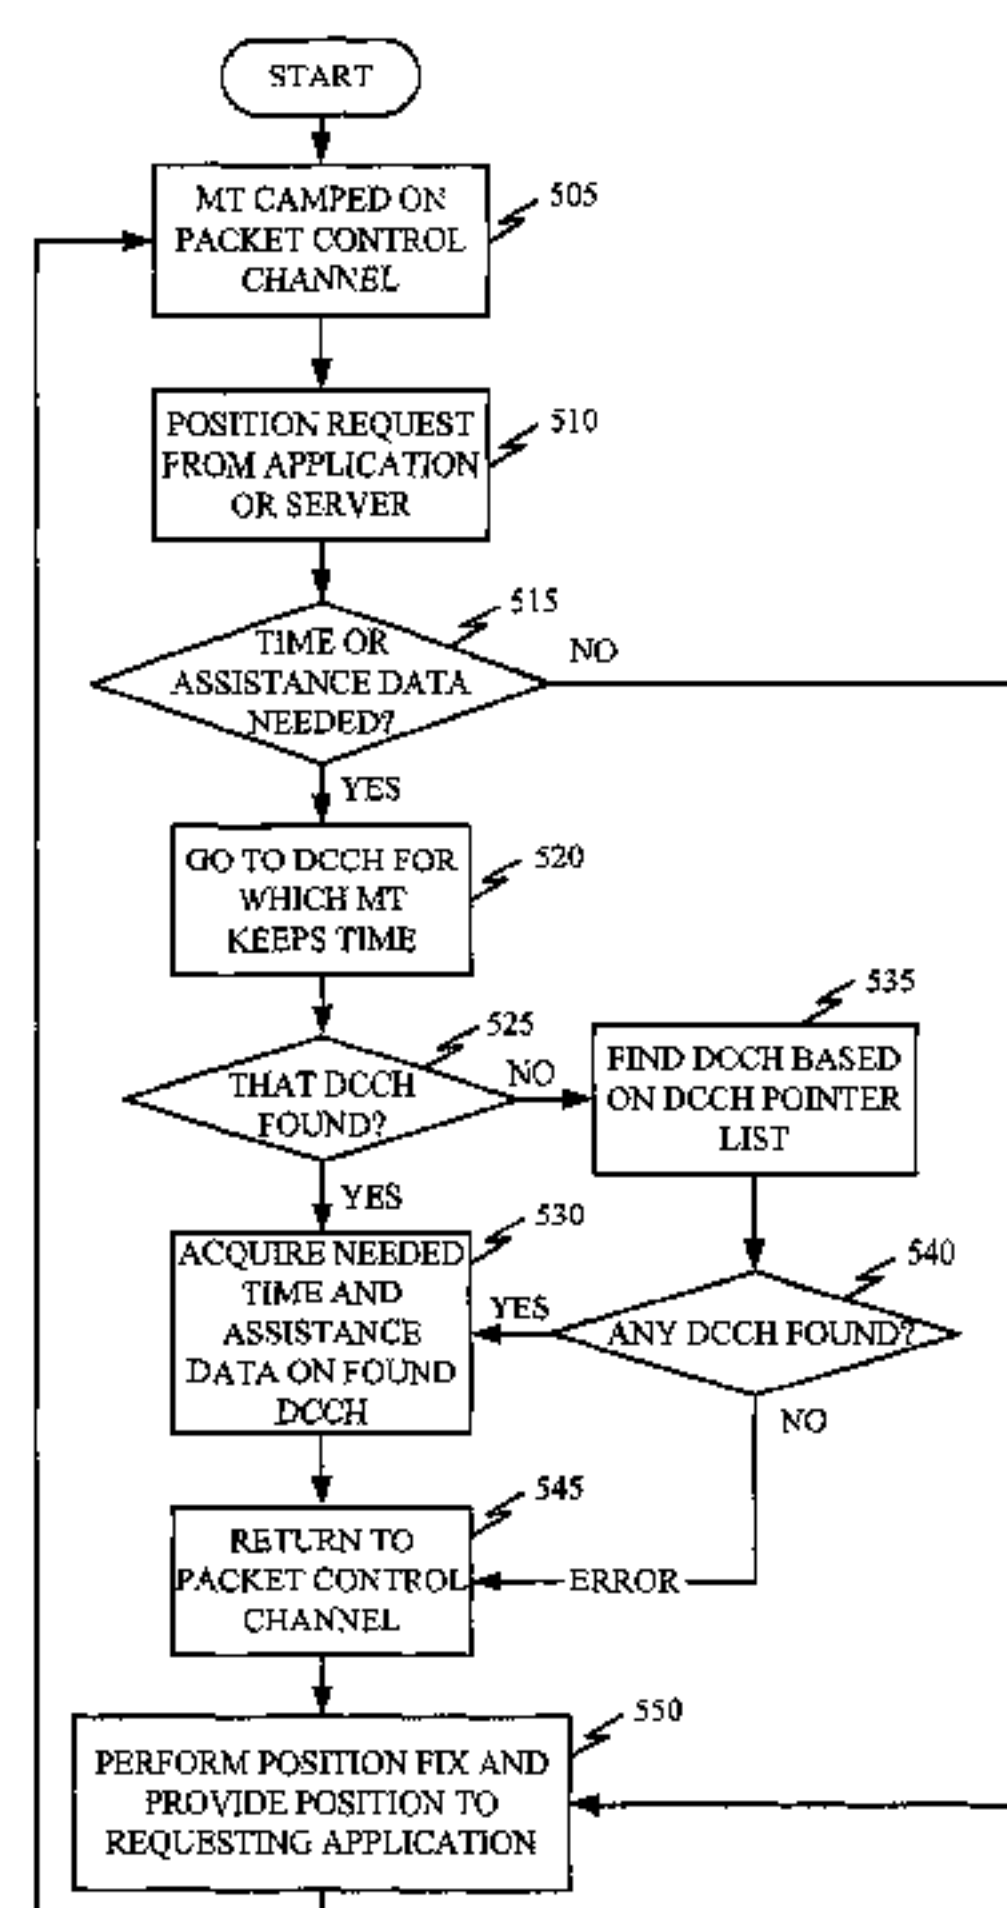 START
MT CAMPED ON
PACKET CONTROL
CHANNEL
505
POSITION REQUEST
FROM APPLICATION
OR SERVER
510
TIME OR
ASSISTANCE DATA
NEEDED?
515
NO
YES
GO TO DCCH FOR
WHICH MT
KEEPS TIME
520
THAT DCCH
FOUND?
525
NO
FIND DCCH BASED
ON DCCH POINTER
LIST
535
YES
ACQUIRE NEEDED
TIME AND
ASSISTANCE
DATA ON FOUND
DCCH
530
YES
ANY DCCH FOUND?
540
NO
RETURN TO
PACKET CONTROL
CHANNEL
545
ERROR
PERFORM POSITION FIX AND
PROVIDE POSITION TO
REQUESTING APPLICATION
550